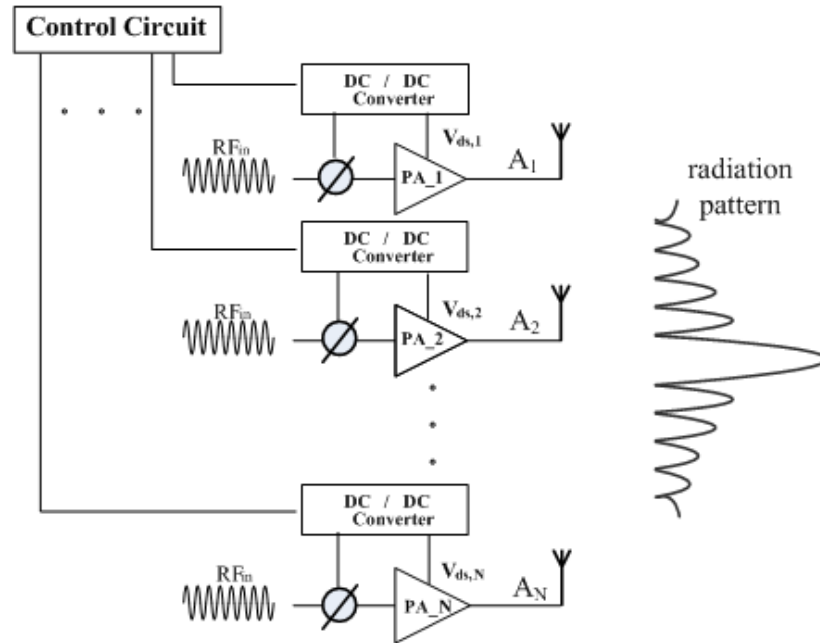 Control Circuit
DC / DC
Converter
RFin
Vds,1
PA_1
A1
radiation
pattern
DC / DC
Converter
RFin
Vds,2
PA_2
A2
DC / DC
Converter
RFin
Vds,N
PA_N
AN